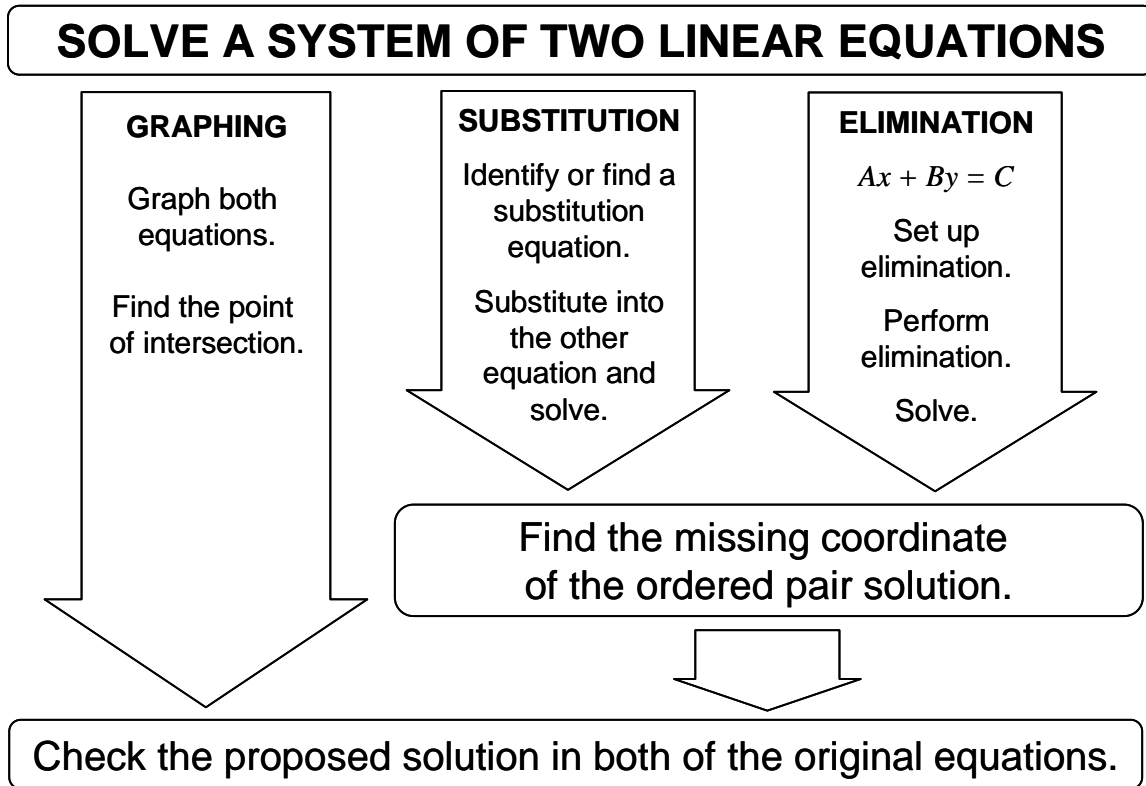 SOLVE A SYSTEM OF TWO LINEAR EQUATIONS
GRAPHING
Graph both
equations.
Find the point
of intersection.
SUBSTITUTION
Identify or find a
substitution
equation.
Substitute into
the other
equation and
solve.
ELIMINATION
Ax + By = C
Set up
elimination.
Perform
elimination.
Solve.
Find the missing coordinate
of the ordered pair solution.
Check the proposed solution in both of the original equations.